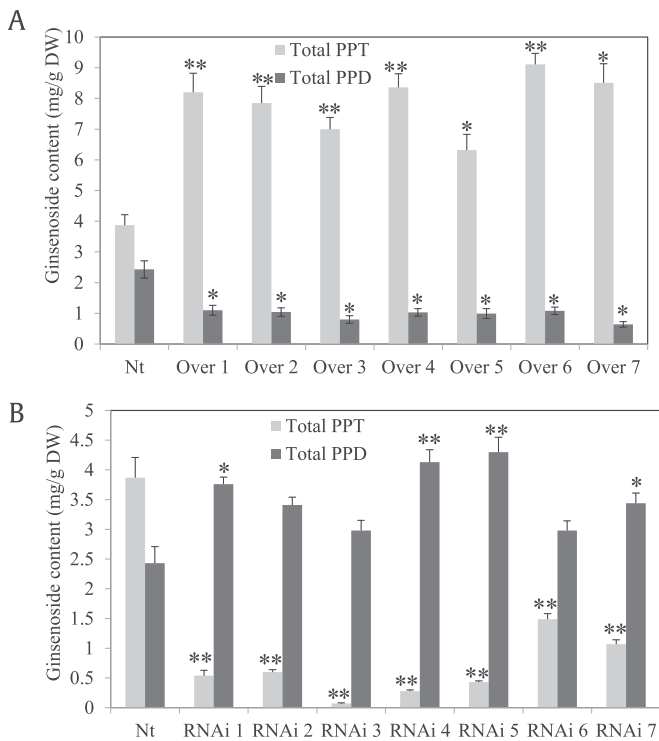 A
Ginsenoside content (mg/g DW)
10
9
8
7
6
5
4
3
2
1
0
Total PPT
Total PPD
** ** * ** * ** *
* * * * * * *
Nt Over 1 Over 2 Over 3 Over 4 Over 5 Over 6 Over 7
B
Ginsenoside content (mg/g DW)
5
4.5
4
3.5
3
2.5
2
1.5
1
0.5
0
Total PPT
Total PPD
* ** ** *
** ** ** ** ** ** **
Nt RNAi 1 RNAi 2 RNAi 3 RNAi 4 RNAi 5 RNAi 6 RNAi 7